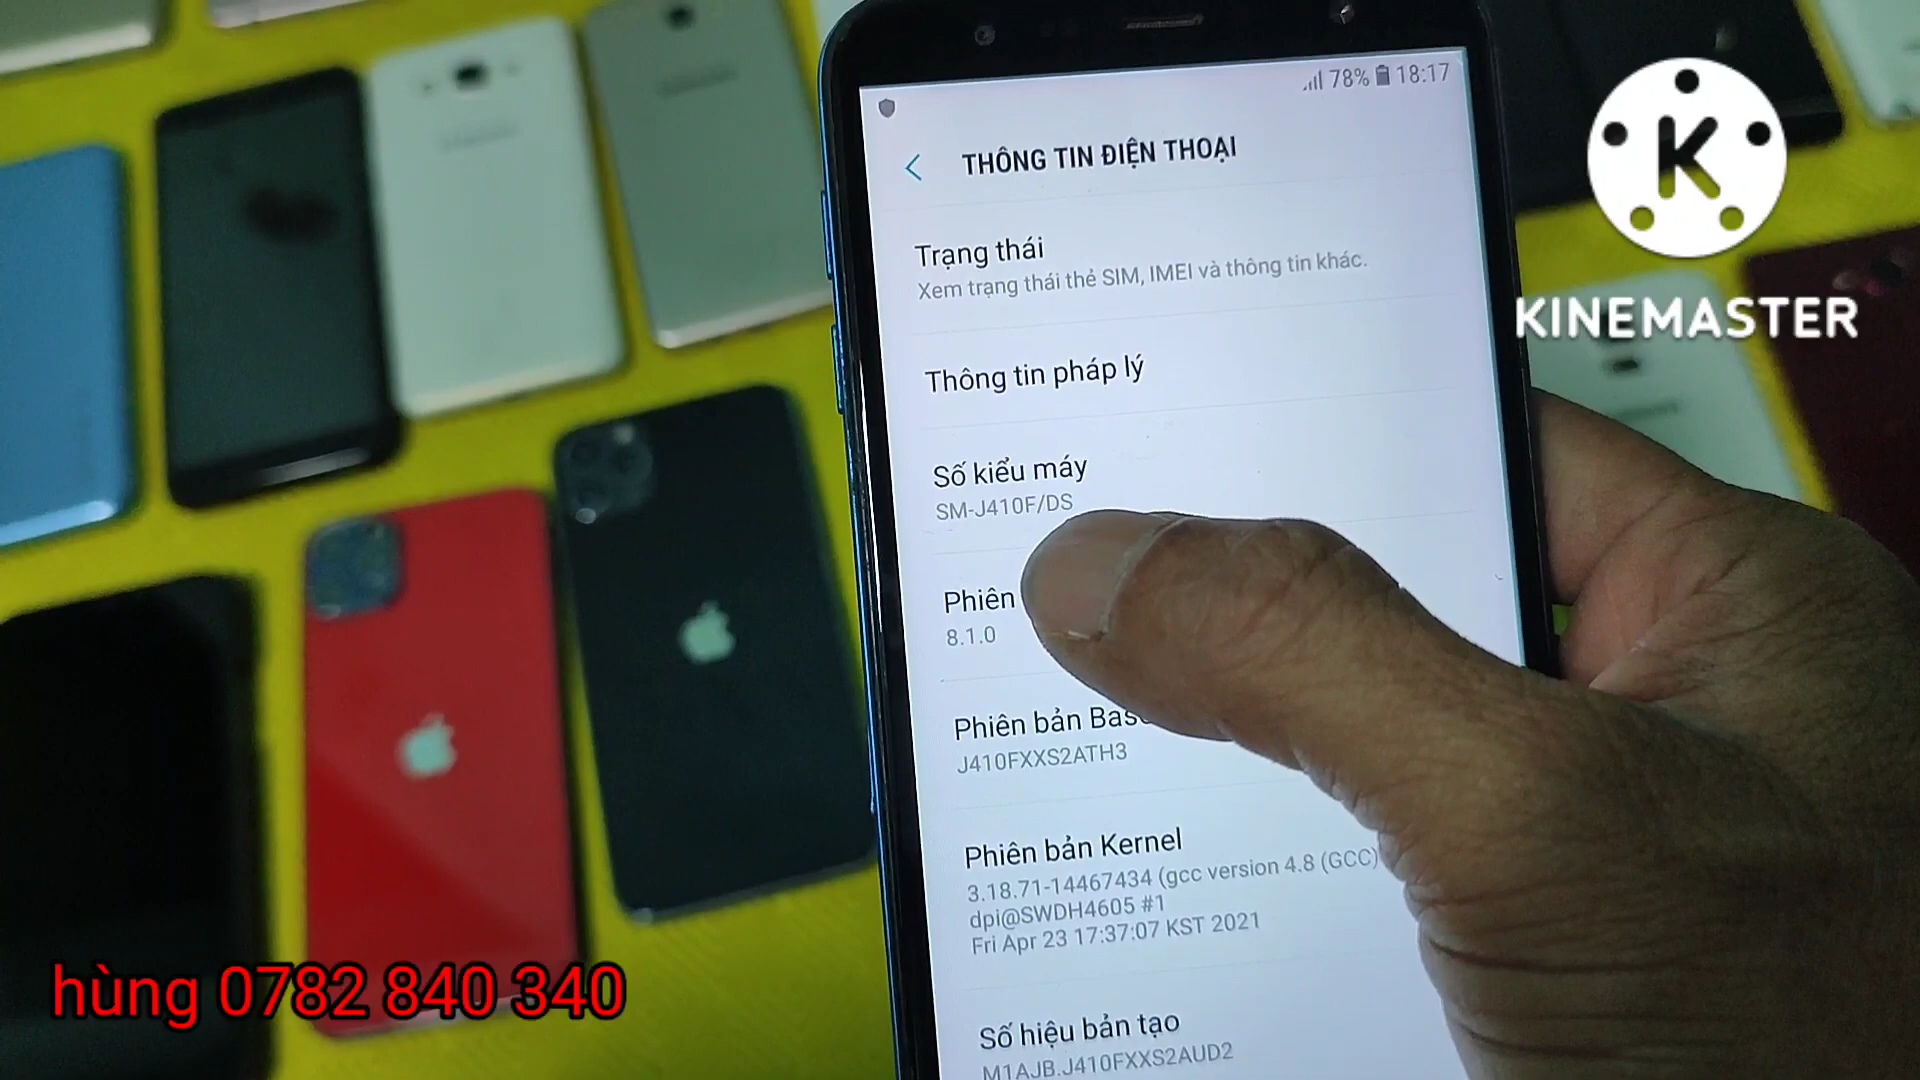 78% 18:17
THÔNG TIN ĐIỆN THOẠI
Trạng thái
Xem trạng thái thẻ SIM, IMEI và thông tin khác.
Thông tin pháp lý
Số kiểu máy
SM-J410F/DS
Phiên
8.1.0
Phiên bản Bas
J410FXXS2ATH3
Phiên bản Kernel
3.18.71-14467434 (gcc version 4.8 (GCC)
dpi@SWDH4605 #1
Fri Apr 23 17:37:07 KST 2021
Số hiệu bản tạo
M1AJB.J410FXXS2AUD2
K
KINEMASTER
hùng 0782 840 340